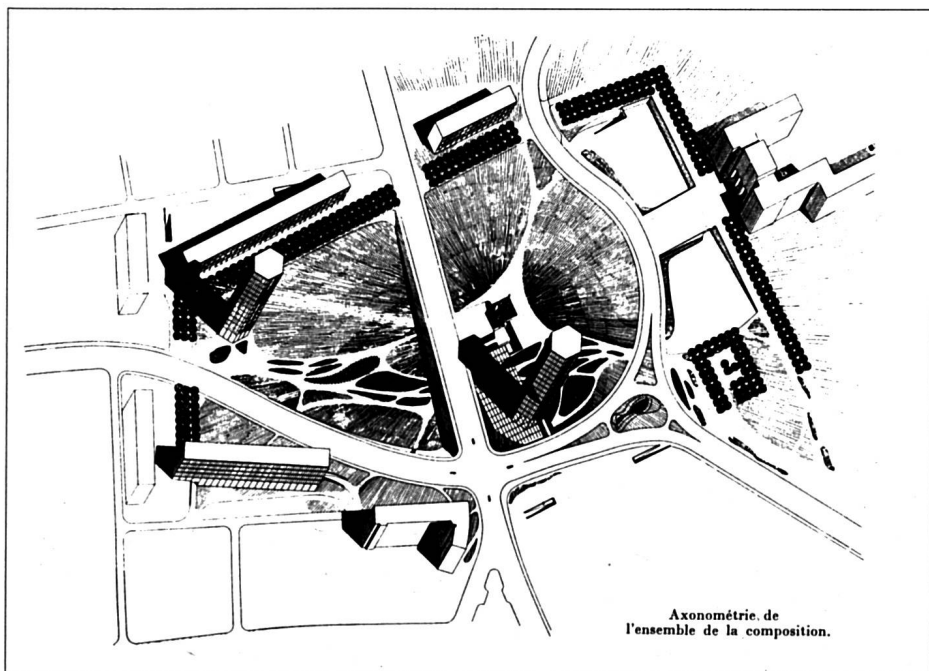 Axonométrie, de
l'ensemble de la composition.